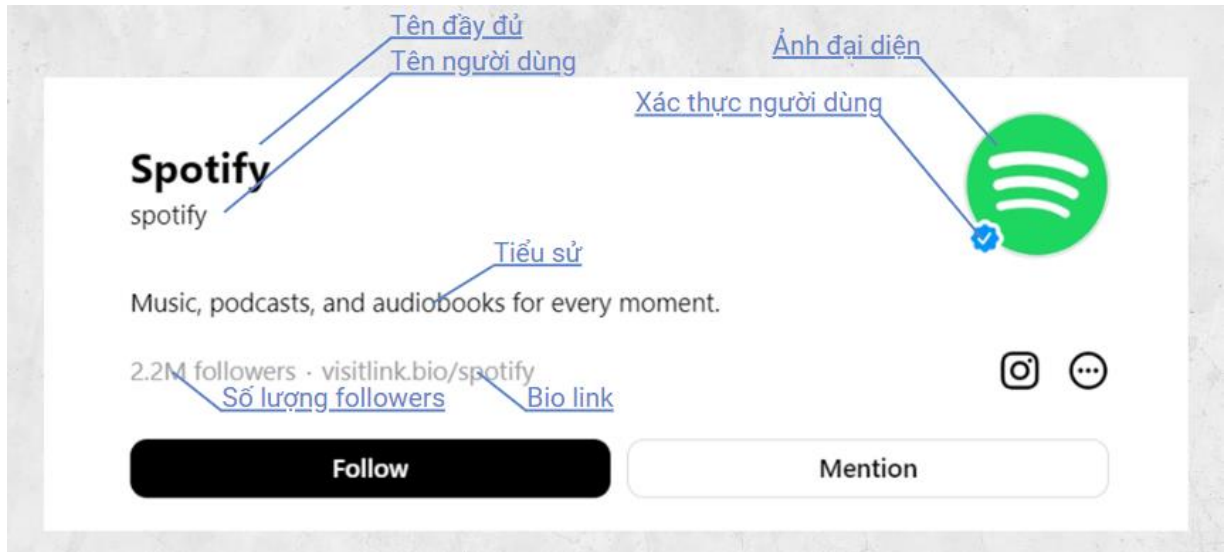 Tên đầy đủ
Tên người dùng
Ảnh đại diện
Xác thực người dùng
Spotify
spotify
Tiểu sử
Music, podcasts, and audiobooks for every moment.
2.2M followers · visitlink.bio/spotify
Số lượng followers
Bio link
Follow
Mention